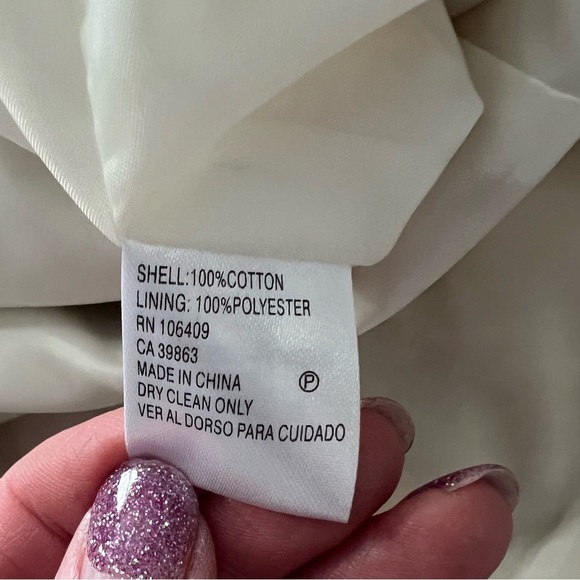 SHELL:100%COTTON
LINING: 100%POLYESTER
RN 106409
CA 39863
MADE IN CHINA Ⓟ
DRY CLEAN ONLY
VER AL DORSO PARA CUIDADO